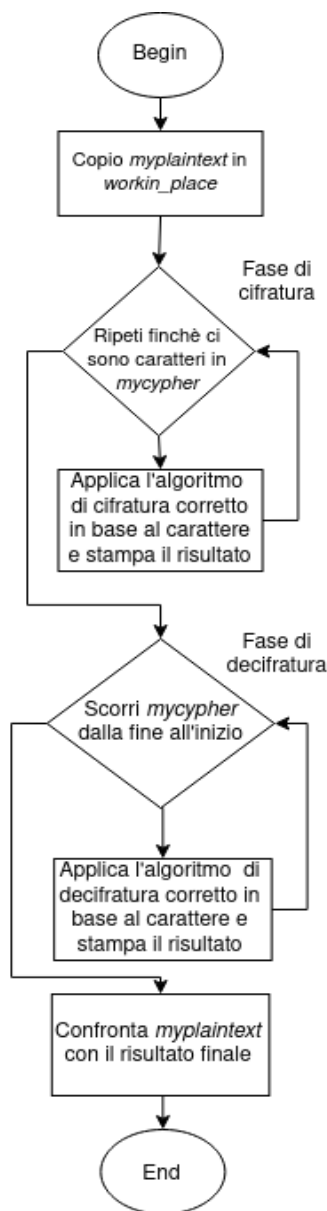 Begin
Copio myplaintext in
workin_place
Fase di
cifratura
Ripeti finchè ci
sono caratteri in
mycypher
Applica l'algoritmo
di cifratura corretto
in base al carattere
e stampa il risultato
Fase di
decifratura
Scorri mycypher
dalla fine all'inizio
Applica l'algoritmo di
decifratura corretto in
base al carattere e
stampa il risultato
Confronta myplaintext
con il risultato finale
End